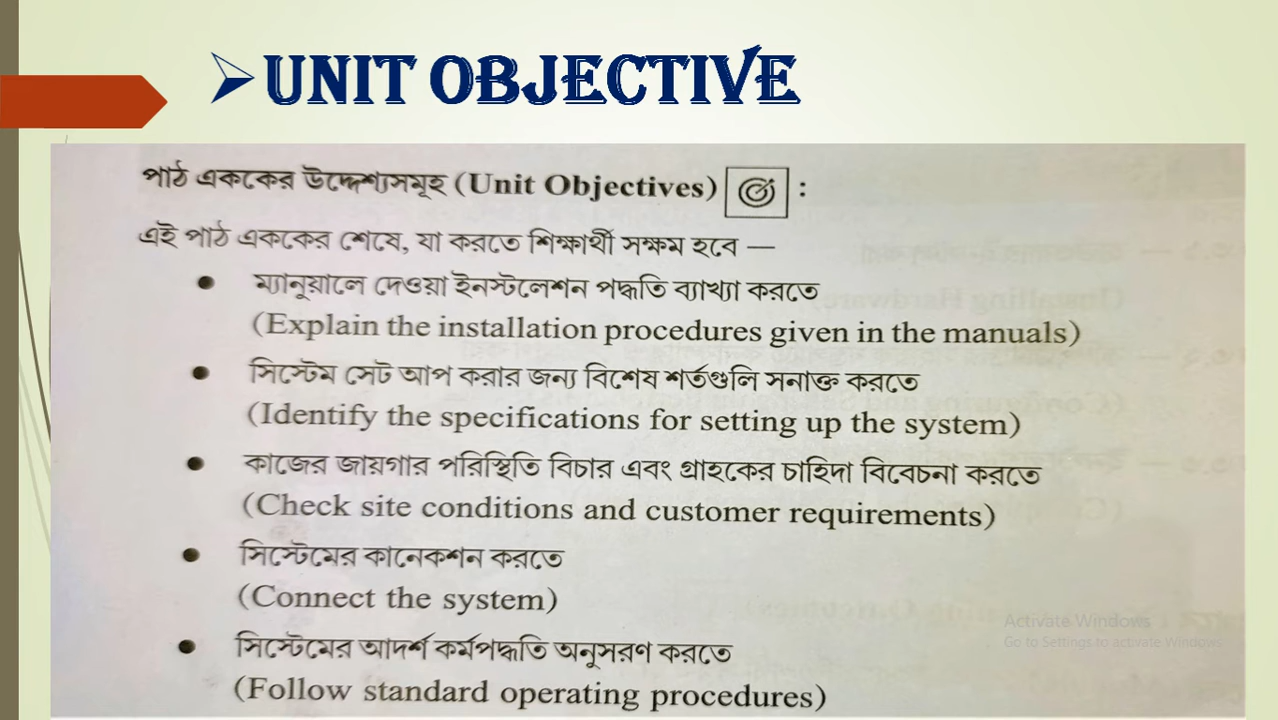 UNIT OBJECTIVE
পাঠ এককের উদ্দেশ্যসমূহ (Unit Objectives) :
এই পাঠ এককের শেষে, যা করতে শিক্ষার্থী সক্ষম হবে —
• ম্যানুয়ালে দেওয়া ইনস্টলেশন পদ্ধতি ব্যাখ্যা করতে
(Explain the installation procedures given in the manuals)
• সিস্টেম সেট আপ করার জন্য বিশেষ শর্তগুলি সনাক্ত করতে
(Identify the specifications for setting up the system)
• কাজের জায়গার পরিস্থিতি বিচার এবং গ্রাহকের চাহিদা বিবেচনা করতে
(Check site conditions and customer requirements)
• সিস্টেমের কানেকশন করতে
(Connect the system)
• সিস্টেমের আদর্শ কর্মপদ্ধতি অনুসরণ করতে
(Follow standard operating procedures)
Activate Windows
Go to Settings to activate Windows.